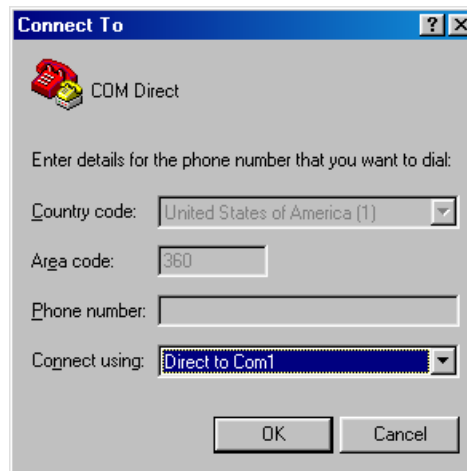 Connect To
COM Direct
Enter details for the phone number that you want to dial:
Country code: United States of America (1)
Area code: 360
Phone number:
Connect using: Direct to Com1
OK Cancel